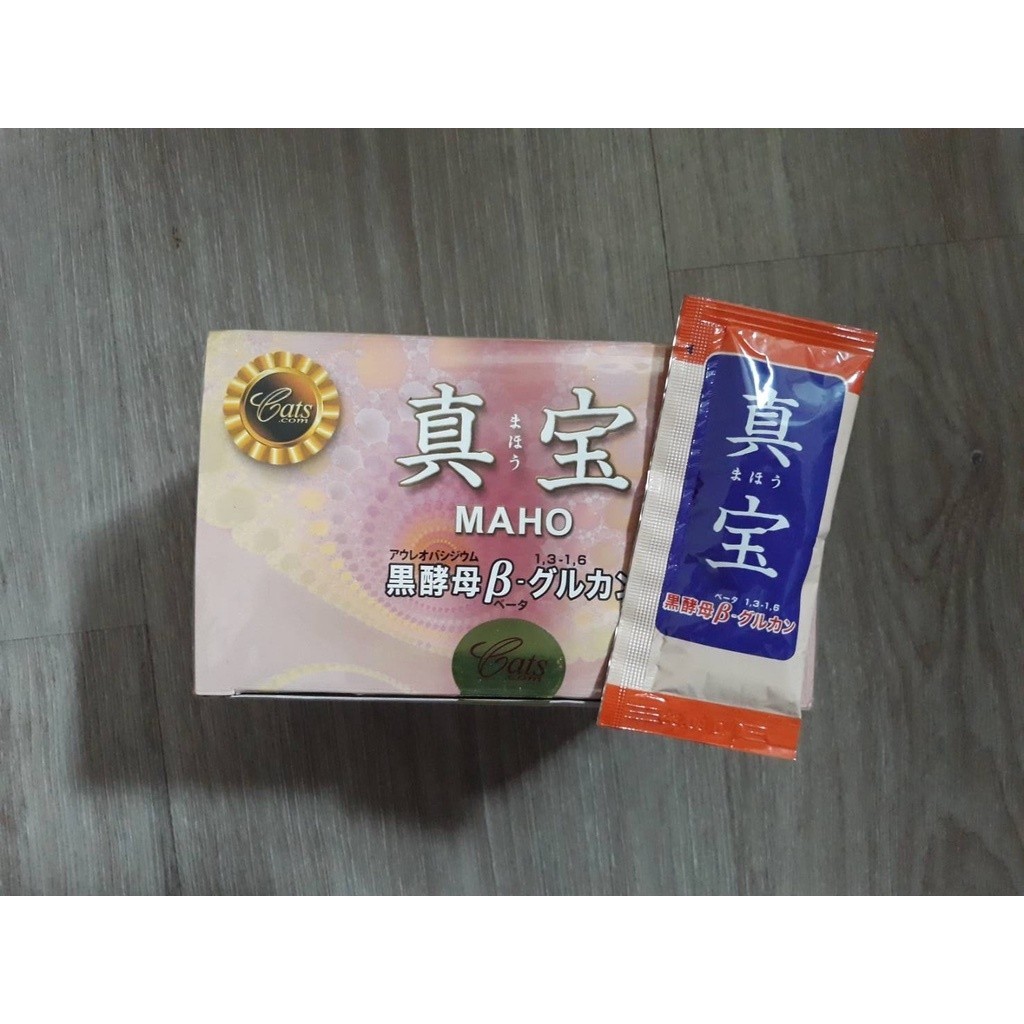 Cats
.com
真宝
まほう
MAHO
アウレオバシジウム 1,3-1,6
黒酵母β-グルカン
ベータ
Cats
.com
真
まほう
宝
ベータ 1,3-1,6
黒酵母β-グルカン